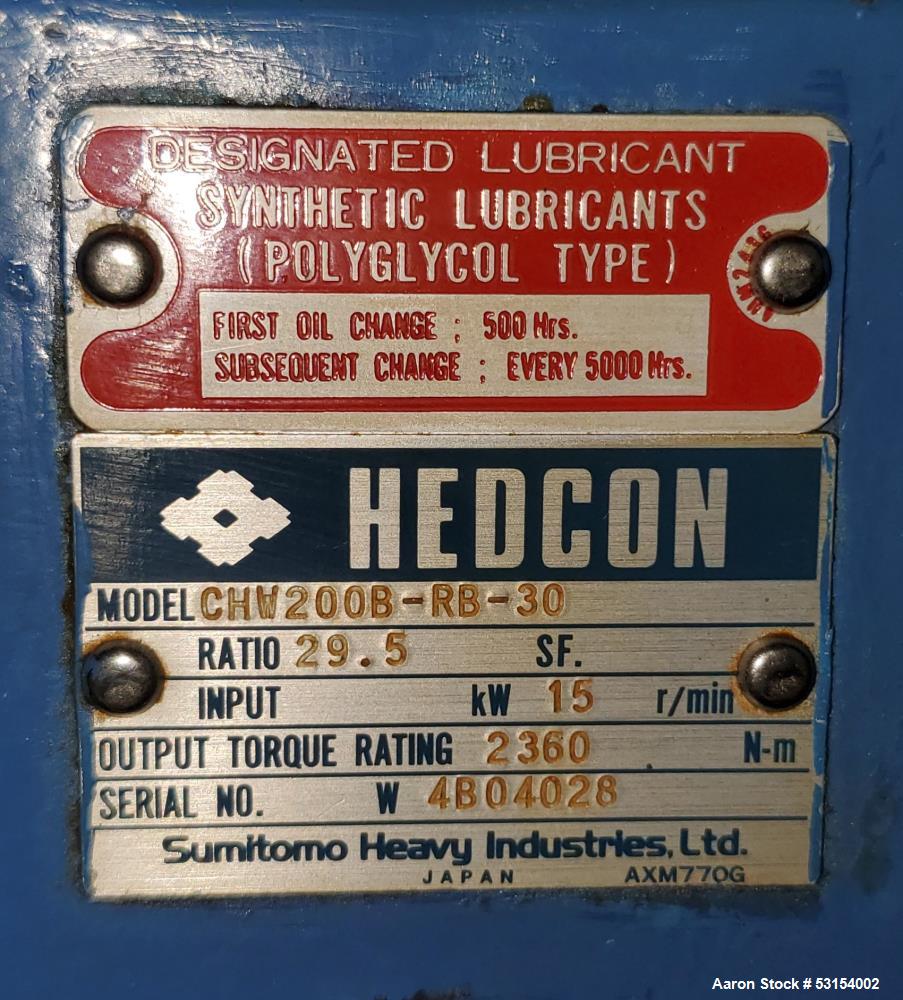 DESIGNATED LUBRICANT
SYNTHETIC LUBRICANTS
(POLYGLYCOL TYPE)
FIRST OIL CHANGE ; 500 Hrs.
SUBSEQUENT CHANGE ; EVERY 5000 Hrs.
HEDCON
MODEL CHW200B-RB-30
RATIO 29.5 SF.
INPUT kW 15 r/min
OUTPUT TORQUE RATING 2360 N-m
SERIAL NO. W 4B04028
Sumitomo Heavy Industries, Ltd.
JAPAN AXM770G
Aaron Stock # 53154002